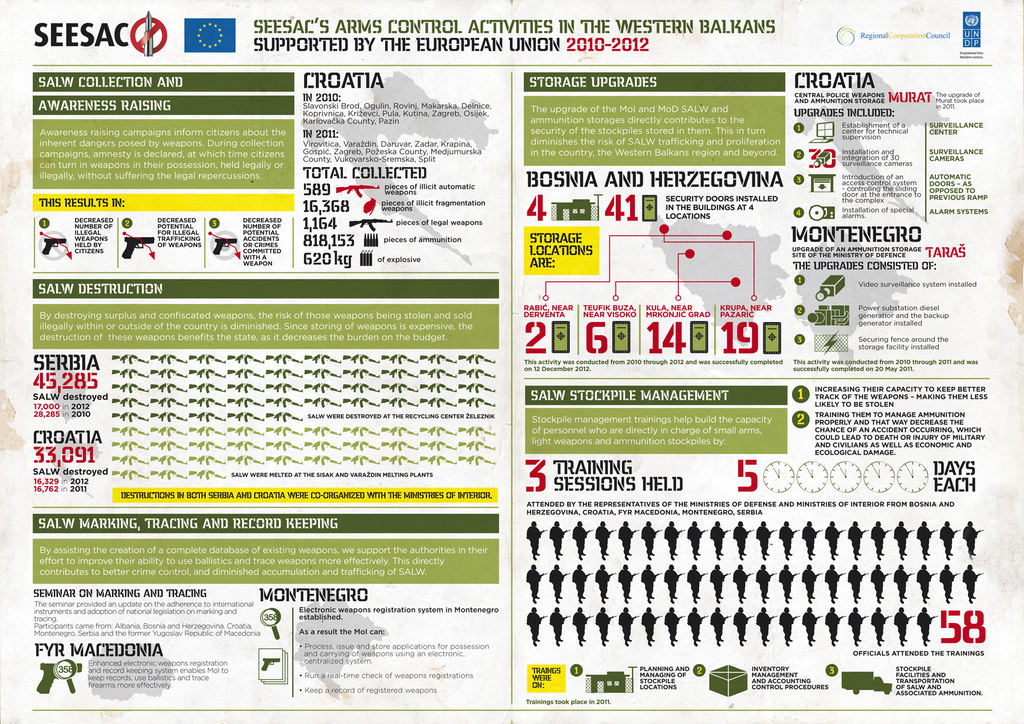 SEESAC
SEESAC'S ARMS CONTROL ACTIVITIES IN THE WESTERN BALKANS
SUPPORTED BY THE EUROPEAN UNION 2010-2012
RegionalCooperationCouncil
U N
D P
Empowered lives.
Resilient nations.
SALW COLLECTION AND
AWARENESS RAISING
Awareness raising campaigns inform citizens about the
inherent dangers posed by weapons. During collection
campaigns, amnesty is declared, at which time citizens
can turn in weapons in their possession, held legally or
illegally, without suffering the legal repercussions.
THIS RESULTS IN:
1
DECREASED
NUMBER OF
ILLEGAL
WEAPONS
HELD BY
CITIZENS
2
DECREASED
POTENTIAL
FOR ILLEGAL
TRAFFICKING
OF WEAPONS
3
DECREASED
NUMBER OF
POTENTIAL
ACCIDENTS
OR CRIMES
COMMITTED
WITH A
WEAPON
CROATIA
IN 2010:
Slavonski Brod, Ogulin, Rovinj, Makarska, Delnice,
Koprivnica, Križevci, Pula, Kutina, Zagreb, Osijek,
Karlovačka County, Pazin
IN 2011:
Virovitica, Varaždin, Daruvar, Zadar, Krapina,
Gospić, Zagreb, Požeska County, Medjumurska
County, Vukovarsko-Sremska, Split
TOTAL COLLECTED
589 pieces of illicit automatic
weapons
16,368 pieces of illicit fragmentation
weapons
1,164 pieces of legal weapons
818,153 pieces of ammunition
620kg of explosive
SALW DESTRUCTION
By destroying surplus and confiscated weapons, the risk of those weapons being stolen and sold
illegally within or outside of the country is diminished. Since storing of weapons is expensive, the
destruction of these weapons benefits the state, as it decreases the burden on the budget.
SERBIA
45,285
SALW destroyed
17,000 in 2012
28,285 in 2010
SALW WERE DESTROYED AT THE RECYCLING CENTER ŽELEZNIK
CROATIA
33,091
SALW destroyed
16,329 in 2012
16,762 in 2011
SALW WERE MELTED AT THE SISAK AND VARAŽDIN MELTING PLANTS
DESTRUCTIONS IN BOTH SERBIA AND CROATIA WERE CO-ORGANIZED WITH THE MINISTRIES OF INTERIOR.
SALW MARKING, TRACING AND RECORD KEEPING
By assisting the creation of a complete database of existing weapons, we support the authorities in their
effort to improve their ability to use ballistics and trace weapons more effectively. This directly
contributes to better crime control, and diminished accumulation and trafficking of SALW.
SEMINAR ON MARKING AND TRACING
The seminar provided an update on the adherence to international
instruments and adoption of national legislation on marking and
tracing.
Participants came from: Albania, Bosnia and Herzegovina, Croatia,
Montenegro, Serbia and the former Yugoslav Republic of Macedonia
FYR MACEDONIA
358
Enhanced electronic weapons registration
and record keeping system enables MoI to
keep records, use ballistics and trace
firearms more effectively.
MONTENEGRO
358
Electronic weapons registration system in Montenegro
established.
As a result the MoI can:
• Process, issue and store applications for possession
and carrying of weapons using an electronic,
centralized system.
• Run a real-time check of weapons registrations
• Keep a record of registered weapons
STORAGE UPGRADES
The upgrade of the MoI and MoD SALW and
ammunition storages directly contributes to the
security of the stockpiles stored in them. This in turn
diminishes the risk of SALW trafficking and proliferation
in the country, the Western Balkans region and beyond.
BOSNIA AND HERZEGOVINA
4 41 SECURITY DOORS INSTALLED
IN THE BUILDINGS AT 4
LOCATIONS
STORAGE
LOCATIONS
ARE:
RABIĆ, NEAR
DERVENTA
2
TEUFIK BUZA,
NEAR VISOKO
6
KULA, NEAR
MRKONJIĆ GRAD
14
KRUPA, NEAR
PAZARIĆ
19
This activity was conducted from 2010 through 2012 and was successfully completed
on 12 December 2012.
CROATIA
CENTRAL POLICE WEAPONS
AND AMMUNITION STORAGE MURAT
The upgrade of
Murat took place
in 2011.
UPGRADES INCLUDED:
1
Establishment of a
center for technical
supervision
SURVEILLANCE
CENTER
2
30
Installation and
integration of 30
surveillance cameras
SURVEILLANCE
CAMERAS
3
Introduction of an
access control system
- controling the sliding
door at the entrance to
the complex
AUTOMATIC
DOORS – AS
OPPOSED TO
PREVIOUS RAMP
4
Installation of special
alarms.
ALARM SYSTEMS
MONTENEGRO
UPGRADE OF AN AMMUNITION STORAGE
SITE OF THE MINISTRY OF DEFENCE TARAŠ
THE UPGRADES CONSISTED OF:
1
Video surveillance system installed
2
Power substation diesel
generattor and the backup
generator installed
3
Securing fence around the
storage facility installed
This activity was conducted from 2010 through 2011 and was
successfully completed on 20 May 2011.
SALW STOCKPILE MANAGEMENT
Stockpile management trainings help build the capacity
of personnel who are directly in charge of small arms,
light weapons and ammunition stockpiles by:
1
INCREASING THEIR CAPACITY TO KEEP BETTER
TRACK OF THE WEAPONS – MAKING THEM LESS
LIKELY TO BE STOLEN
2
TRAINING THEM TO MANAGE AMMUNITION
PROPERLY AND THAT WAY DECREASE THE
CHANCE OF AN ACCIDENT OCCURRING, WHICH
COULD LEAD TO DEATH OR INJURY OF MILITARY
AND CIVILIANS AS WELL AS ECONOMIC AND
ECOLOGICAL DAMAGE.
3 TRAINING
SESSIONS HELD
5 DAYS
EACH
ATTENDED BY THE REPRESENTATIVES OF THE MINISTRIES OF DEFENSE AND MINISTRIES OF INTERIOR FROM BOSNIA AND
HERZEGOVINA, CROATIA, FYR MACEDONIA, MONTENEGRO, SERBIA
58
OFFICIALS ATTENDED THE TRAININGS
TRAINGS
WERE
ON:
1
PLANNING AND
MANAGING OF
STOCKPILE
LOCATIONS
2
INVENTORY
MANAGEMENT
AND ACCOUNTING
CONTROL PROCEDURES
3
STOCKPILE
FACILITIES AND
TRANSPORTATION
OF SALW AND
ASSOCIATED AMMUNITION.
Trainings took place in 2011.